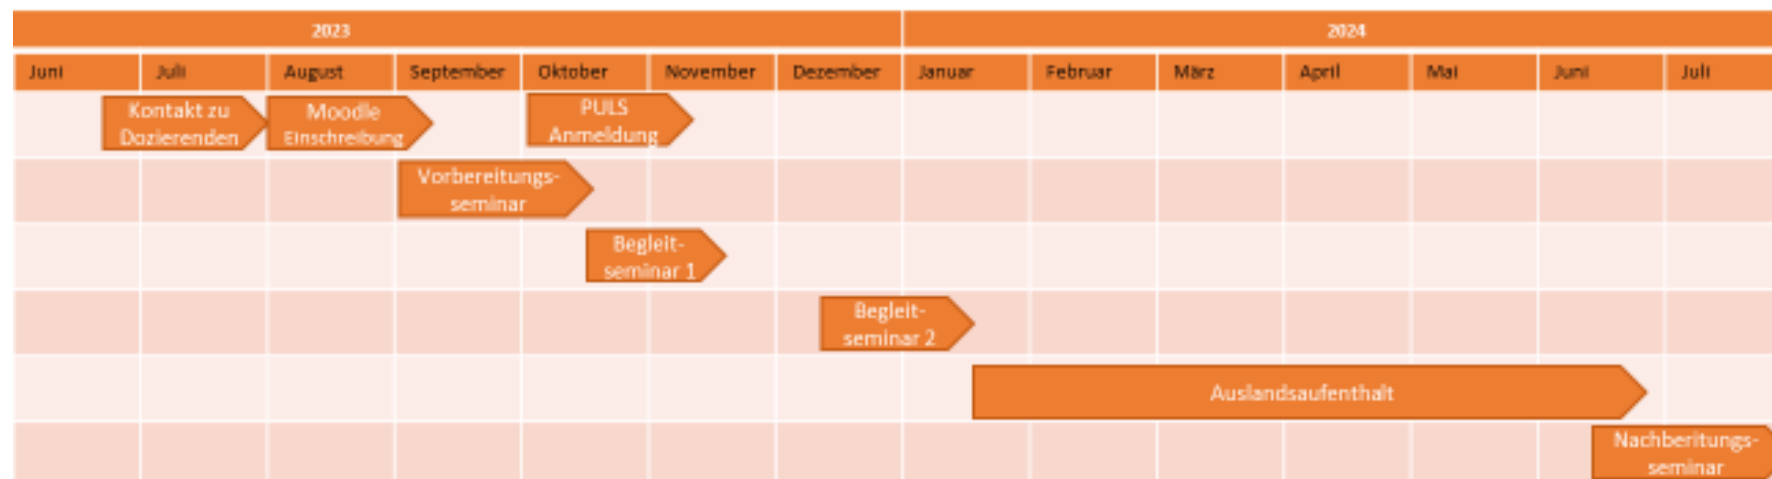 2023 2024
Juni Juli August September Oktober November Dezember Januar Februar März April Mai Juni Juli
Kontakt zu
Dozierenden
Moodle
Einschreibung
PULS
Anmeldung
Vorbereitungs-
seminar
Begleit-
seminar 1
Begleit-
seminar 2
Auslandsaufenthalt
Nachberitungs-
seminar